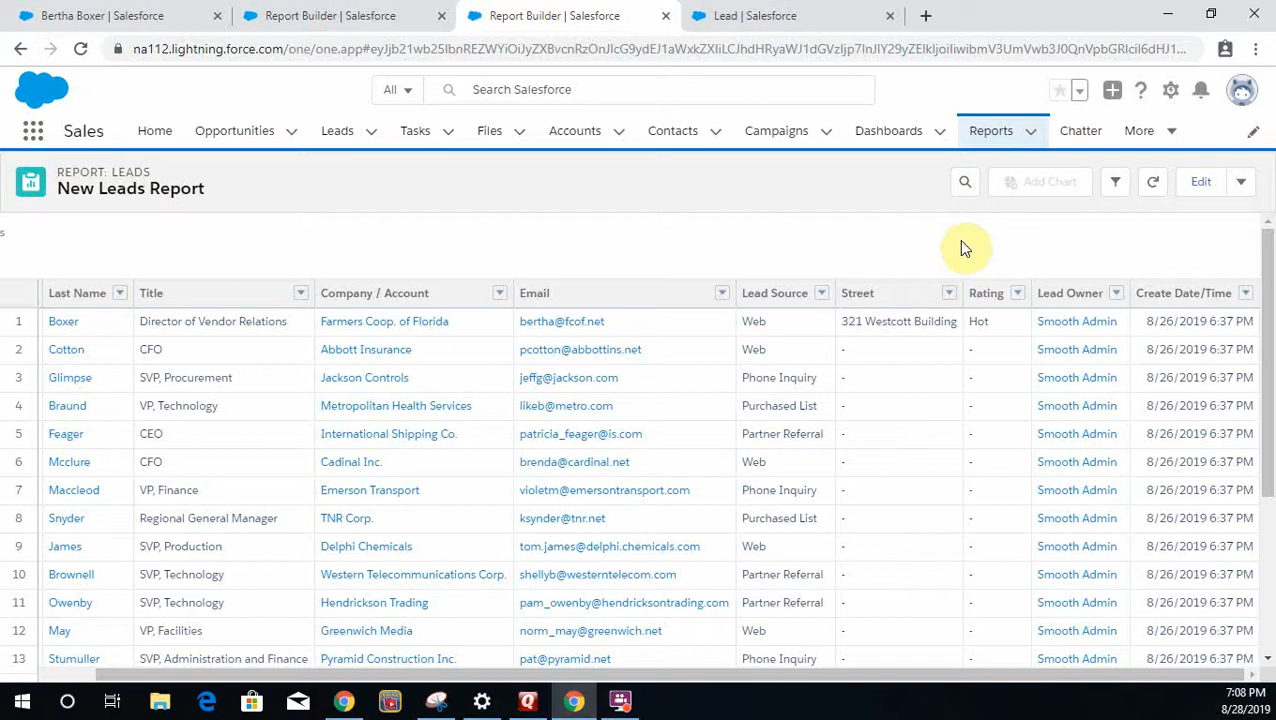 Bertha Boxer | Salesforce
Report Builder | Salesforce
Report Builder | Salesforce
Lead | Salesforce
All
Search Salesforce
Sales
Home
Opportunities
Leads
Tasks
Files
Accounts
Contacts
Campaigns
Dashboards
Reports
Chatter
More
REPORT: LEADS
New Leads Report
Add Chart
Edit
s
Last Name Title Company / Account Email Lead Source Street Rating Lead Owner Create Date/Time
1 Boxer Director of Vendor Relations Farmers Coop. of Florida bertha@fcof.net Web 321 Westcott Building Hot Smooth Admin 8/26/2019 6:37 PM
2 Cotton CFO Abbott Insurance pcotton@abbottins.net Web - - Smooth Admin 8/26/2019 6:37 PM
3 Glimpse SVP, Procurement Jackson Controls jeffg@jackson.com Phone Inquiry - - Smooth Admin 8/26/2019 6:37 PM
4 Braund VP, Technology Metropolitan Health Services likeb@metro.com Purchased List - - Smooth Admin 8/26/2019 6:37 PM
5 Feager CEO International Shipping Co. patricia_feager@is.com Partner Referral - - Smooth Admin 8/26/2019 6:37 PM
6 Mcclure CFO Cadinal Inc. brenda@cardinal.net Web - - Smooth Admin 8/26/2019 6:37 PM
7 Maccleod VP, Finance Emerson Transport violetm@emersontransport.com Phone Inquiry - - Smooth Admin 8/26/2019 6:37 PM
8 Snyder Regional General Manager TNR Corp. ksynder@tnr.net Purchased List - - Smooth Admin 8/26/2019 6:37 PM
9 James SVP, Production Delphi Chemicals tom.james@delphi.chemicals.com Web - - Smooth Admin 8/26/2019 6:37 PM
10 Brownell SVP, Technology Western Telecommunications Corp. shellyb@westerntelecom.com Partner Referral - - Smooth Admin 8/26/2019 6:37 PM
11 Owenby SVP, Technology Hendrickson Trading pam_owenby@hendricksontrading.com Partner Referral - - Smooth Admin 8/26/2019 6:37 PM
12 May VP, Facilities Greenwich Media norm_may@greenwich.net Web - - Smooth Admin 8/26/2019 6:37 PM
13 Stumuller SVP, Administration and Finance Pyramid Construction Inc. pat@pyramid.net Phone Inquiry - - Smooth Admin 8/26/2019 6:37 PM
7:08 PM
8/28/2019